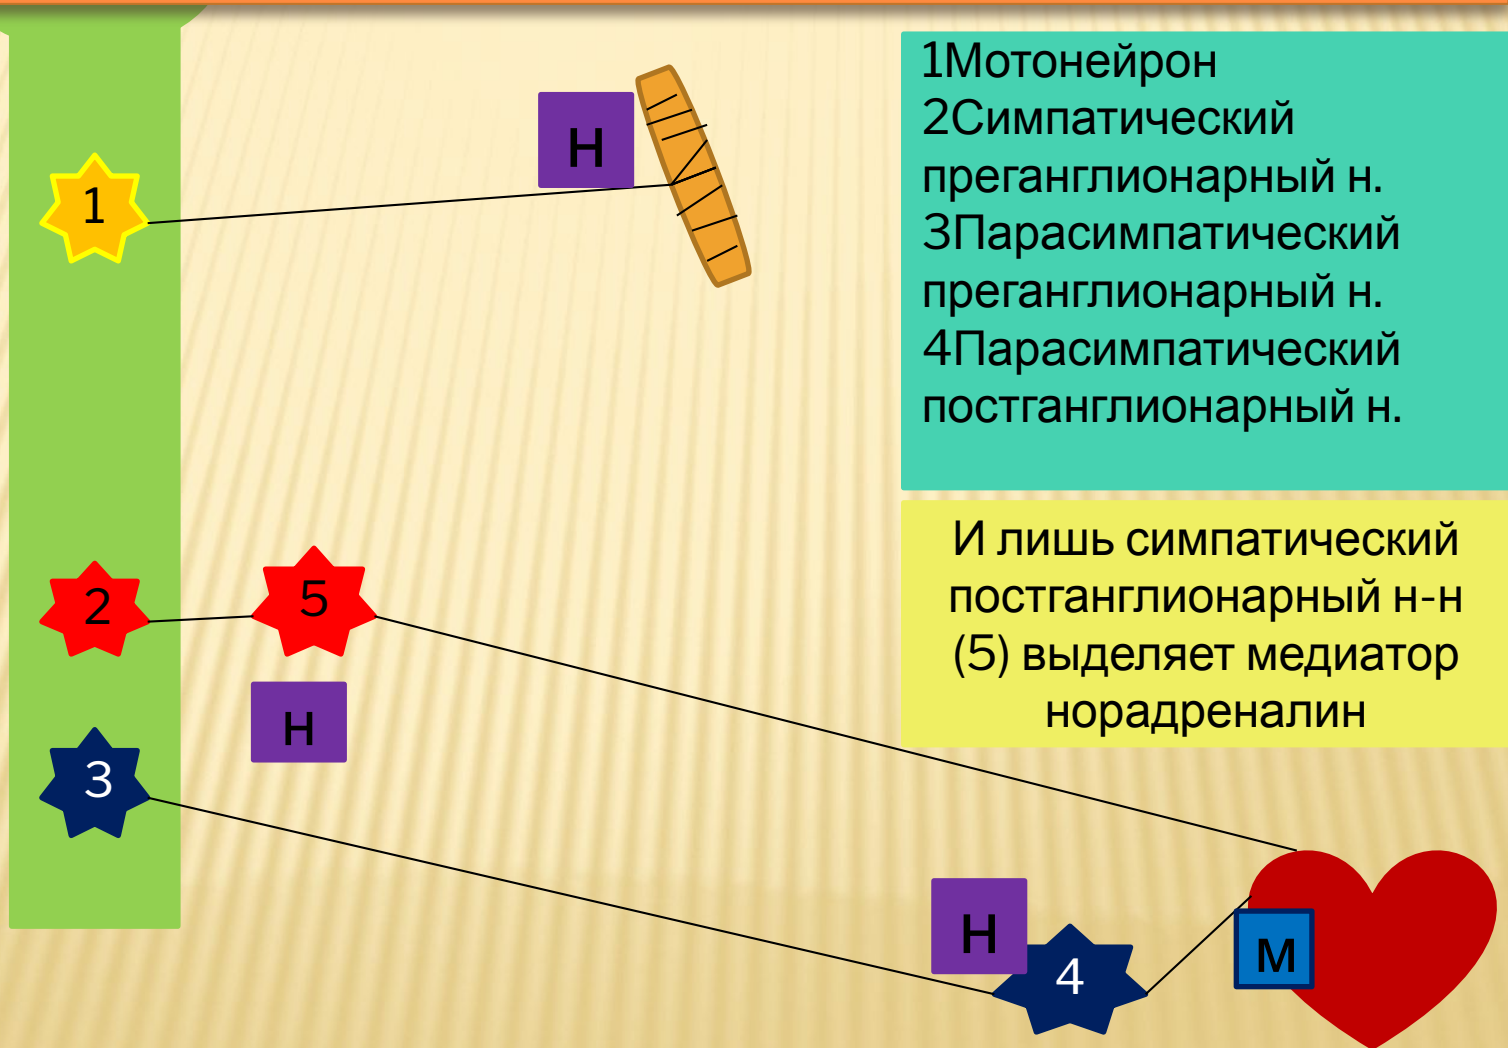 1Мотонейрон
2Симпатический
преганглионарный н.
3Парасимпатический
преганглионарный н.
4Парасимпатический
постганглионарный н.
И лишь симпатический
постганглионарный н-н
(5) выделяет медиатор
норадреналин
н
1
2
5
н
3
н
4
м